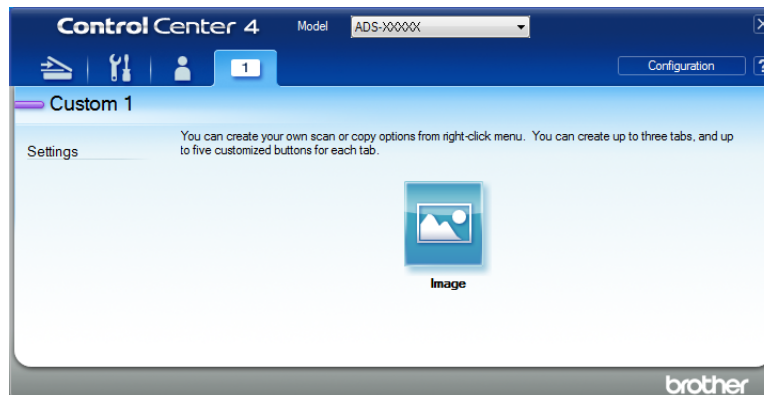 Control Center 4 Model ADS-XXXXX
1 Configuration ?
Custom 1
You can create your own scan or copy options from right-click menu. You can create up to three tabs, and up
Settings to five customized buttons for each tab.
Image
brother